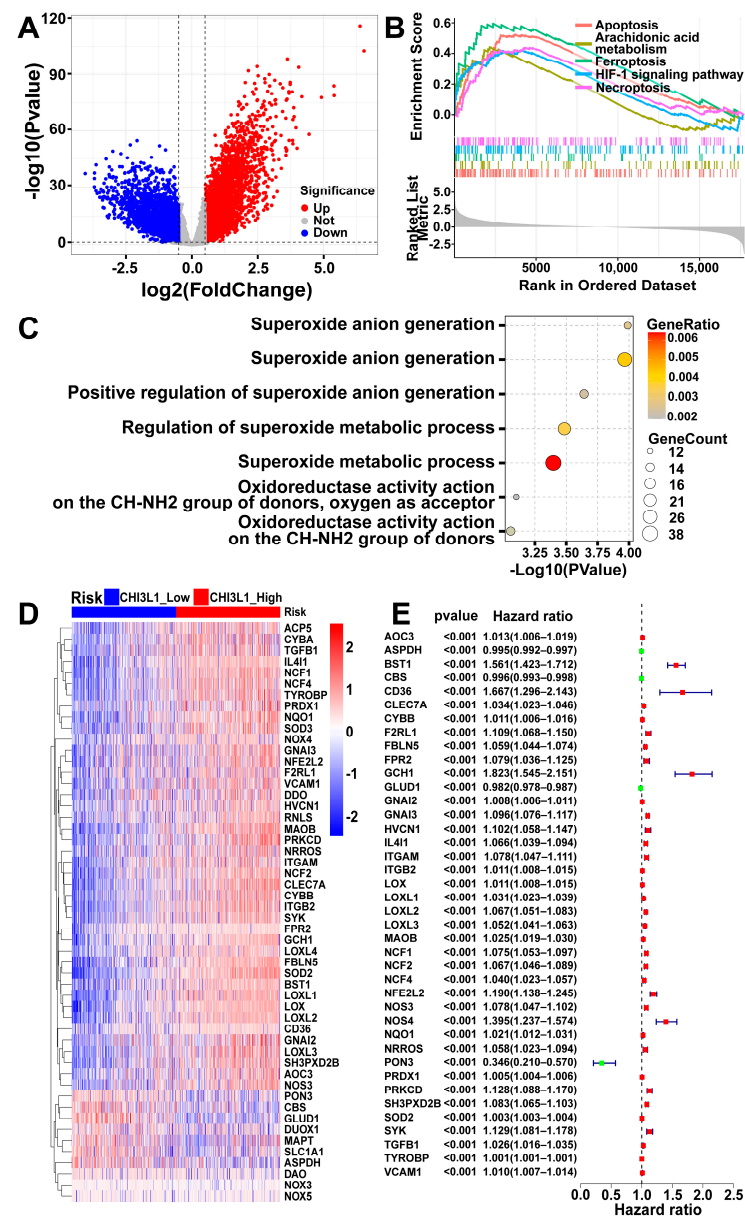 A
120
90
60
30
0
-log10(Pvalue)
Significance
Up
Not
Down
-2.5 0.0 2.5 5.0
log2(FoldChange)
B
0.6
0.4
0.2
0.0
Enrichment Score
Apoptosis
Arachidonic acid
metabolism
Ferroptosis
HIF-1 signaling pathway
Necroptosis
5.0
2.5
0.0
-2.5
Ranked List
Metric
5000 10,000 15,000
Rank in Ordered Dataset
C
Superoxide anion generation
Superoxide anion generation
Positive regulation of superoxide anion generation
Regulation of superoxide metabolic process
Superoxide metabolic process
Oxidoreductase activity action
on the CH-NH2 group of donors, oxygen as acceptor
Oxidoreductase activity action
on the CH-NH2 group of donors
3.25 3.50 3.75 4.00
-Log10(PValue)
GeneRatio
0.006
0.004
0.003
0.002
GeneCount
12
14
16
21
26
38
D
Risk CHI3L1_Low CHI3L1_High
Risk
ACP5
CYBA
TGFB1
IL4I1
NCF1
NCF4
TYROBP
PRDX1
NQO1
SOD3
NOX4
GNAI3
NFE2L2
F2RL1
VCAM1
DDO
HVCN1
RNLS
MAOB
PRKCD
NRROS
ITGAM
NCF2
CLEC7A
CYBB
ITGB2
SYK
FPR2
GCH1
LOXL4
FBLN5
SOD2
BST1
LOXL1
LOX
LOXL2
CD36
GNAI2
LOXL3
SH3PXD2B
AOC3
NOS3
PON3
CBS
GLUD1
DUOX1
MAPT
SLC1A1
ASPDH
DAO
NOX3
NOX5
2
1
0
-1
-2
E
pvalue Hazard ratio
AOC3 <0.001 1.013(1.006–1.019)
ASPDH <0.001 0.995(0.992–0.997)
BST1 <0.001 1.561(1.423–1.712)
CBS <0.001 0.996(0.993–0.998)
CD36 <0.001 1.667(1.296–2.143)
CLEC7A <0.001 1.034(1.023–1.046)
CYBB <0.001 1.011(1.006–1.016)
F2RL1 <0.001 1.109(1.068–1.150)
FBLN5 <0.001 1.059(1.044–1.074)
FPR2 <0.001 1.079(1.036–1.125)
GCH1 <0.001 1.823(1.545–2.151)
GLUD1 <0.001 0.982(0.978–0.987)
GNAI2 <0.001 1.008(1.006–1.011)
GNAI3 <0.001 1.096(1.076–1.117)
HVCN1 <0.001 1.102(1.058–1.147)
IL4I1 <0.001 1.066(1.039–1.094)
ITGAM <0.001 1.078(1.047–1.111)
ITGB2 <0.001 1.011(1.008–1.015)
LOX <0.001 1.011(1.008–1.015)
LOXL1 <0.001 1.031(1.023–1.039)
LOXL2 <0.001 1.067(1.051–1.083)
LOXL3 <0.001 1.052(1.041–1.063)
MAOB <0.001 1.025(1.019–1.030)
NCF1 <0.001 1.075(1.053–1.097)
NCF2 <0.001 1.067(1.046–1.089)
NCF4 <0.001 1.040(1.023–1.057)
NFE2L2 <0.001 1.190(1.138–1.245)
NOS3 <0.001 1.078(1.047–1.102)
NOS4 <0.001 1.395(1.237–1.574)
NQO1 <0.001 1.021(1.012–1.031)
NRROS <0.001 1.058(1.023–1.094)
PON3 <0.001 0.346(0.210–0.570)
PRDX1 <0.001 1.005(1.004–1.006)
PRKCD <0.001 1.128(1.088–1.170)
SH3PXD2B <0.001 1.083(1.065–1.103)
SOD2 <0.001 1.003(1.003–1.004)
SYK <0.001 1.129(1.081–1.178)
TGFB1 <0.001 1.026(1.016–1.035)
TYROBP <0.001 1.001(1.001–1.001)
VCAM1 <0.001 1.010(1.007–1.014)
0.0 0.5 1.0 1.5 2.0 2.5
Hazard ratio